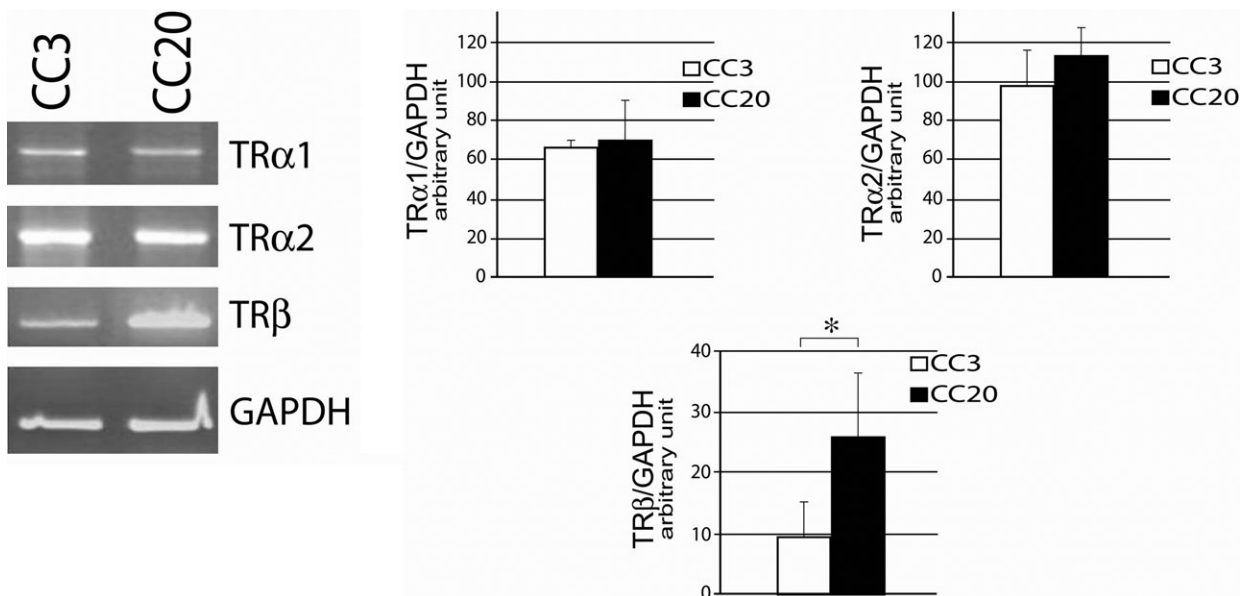 CC3
CC20
TRα1
TRα2
TRβ
GAPDH
TRα1/GAPDH
arbitrary unit
120
100
80
60
40
20
0
CC3
CC20
TRα2/GAPDH
arbitrary unit
120
100
80
60
40
20
0
CC3
CC20
TRβ/GAPDH
arbitrary unit
*
40
30
20
10
0
CC3
CC20